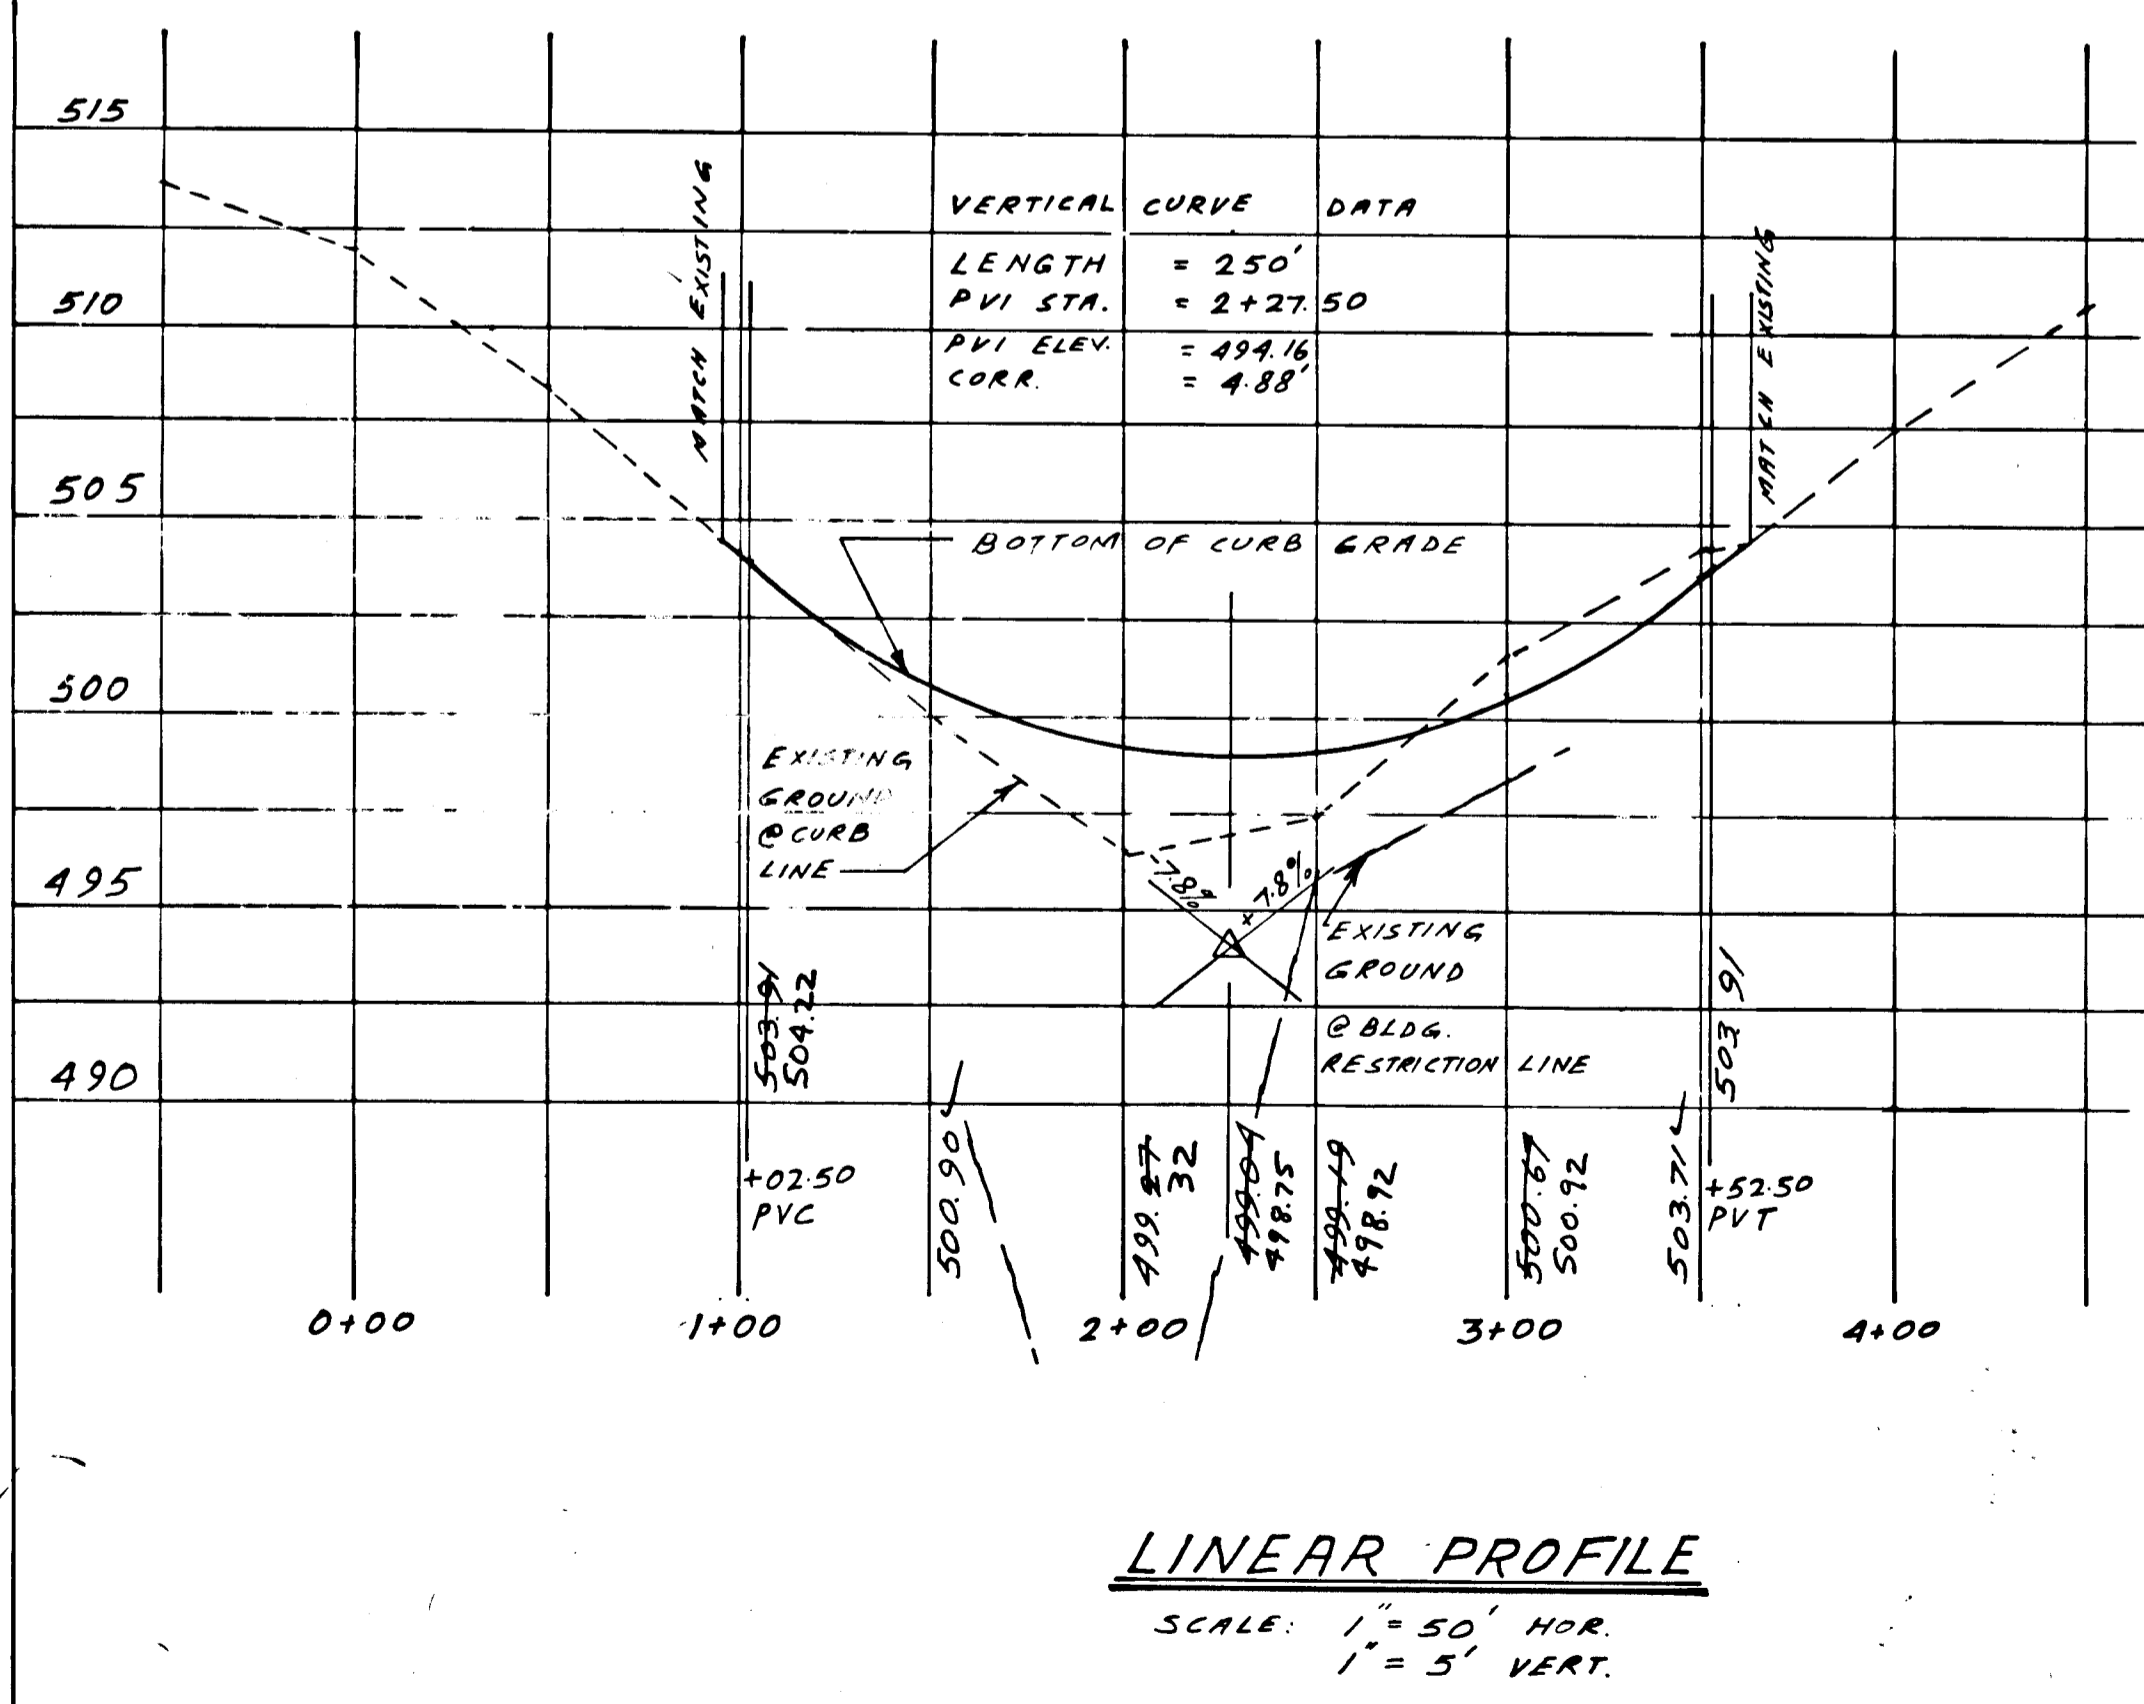 515
510
505
500
495
490
MATCH EXISTING
VERTICAL CURVE DATA
LENGTH = 250'
PVI STA. = 2+27.50
PVI ELEV. = 494.16
CORR. = 4.88'
MATCH EXISTING
BOTTOM OF CURB GRADE
EXISTING
GROUND
@ CURB
LINE
7.8%
+7.8%
EXISTING
GROUND
@ BLDG.
RESTRICTION LINE
503.91
504.22
503.91
+02.50
PVC
500.90
499.27
32
499.04
498.75
499.19
498.92
500.67
500.92
503.71
+52.50
PVT
0+00
1+00
2+00
3+00
4+00
LINEAR PROFILE
SCALE: 1"= 50' HOR.
1"= 5' VERT.